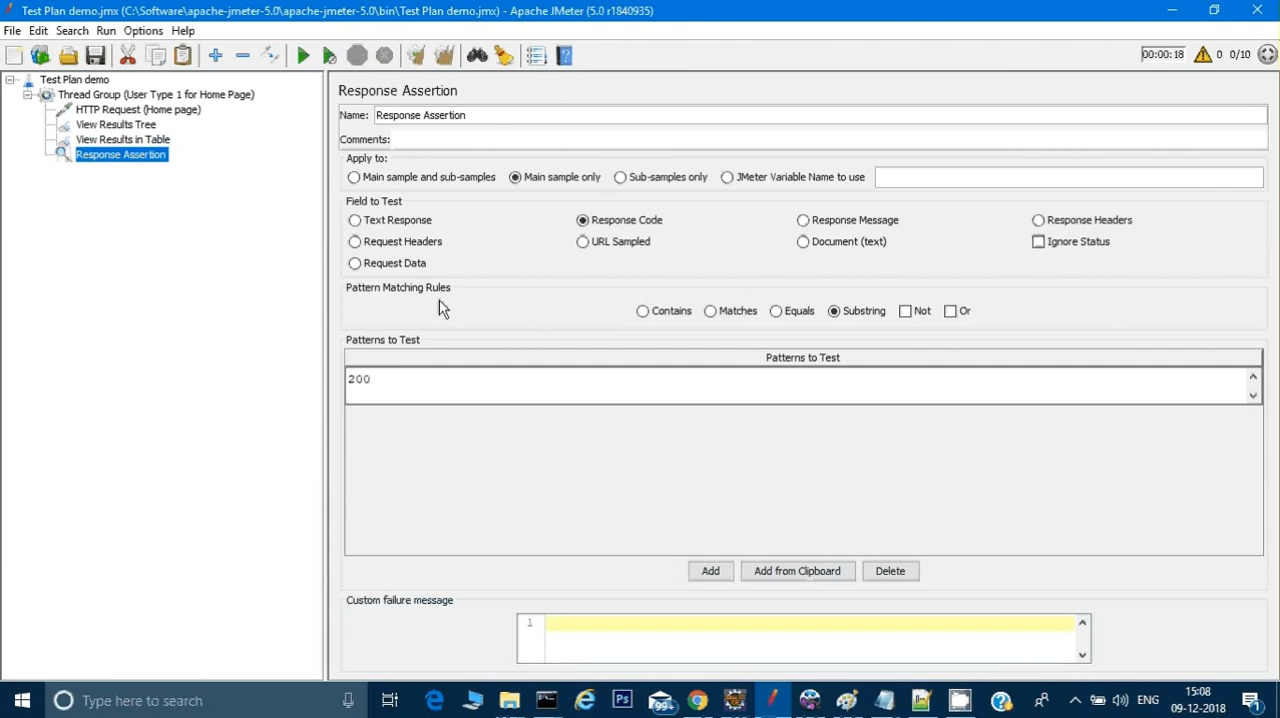 Test Plan demo.jmx (C:\Software\apache-jmeter-5.0\apache-jmeter-5.0\bin\Test Plan demo.jmx) - Apache JMeter (5.0 r1840935)
File Edit Search Run Options Help
00:00:18 0 0/10
Test Plan demo
Thread Group (User Type 1 for Home Page)
HTTP Request (Home page)
View Results Tree
View Results in Table
Response Assertion
Response Assertion
Name: Response Assertion
Comments:
Apply to:
Main sample and sub-samples Main sample only Sub-samples only JMeter Variable Name to use
Field to Test
Text Response Response Code Response Message Response Headers
Request Headers URL Sampled Document (text) Ignore Status
Request Data
Pattern Matching Rules
Contains Matches Equals Substring Not Or
Patterns to Test
Patterns to Test
200
Add Add from Clipboard Delete
Custom failure message
1
Type here to search
99+
ENG
15:08
09-12-2018
1